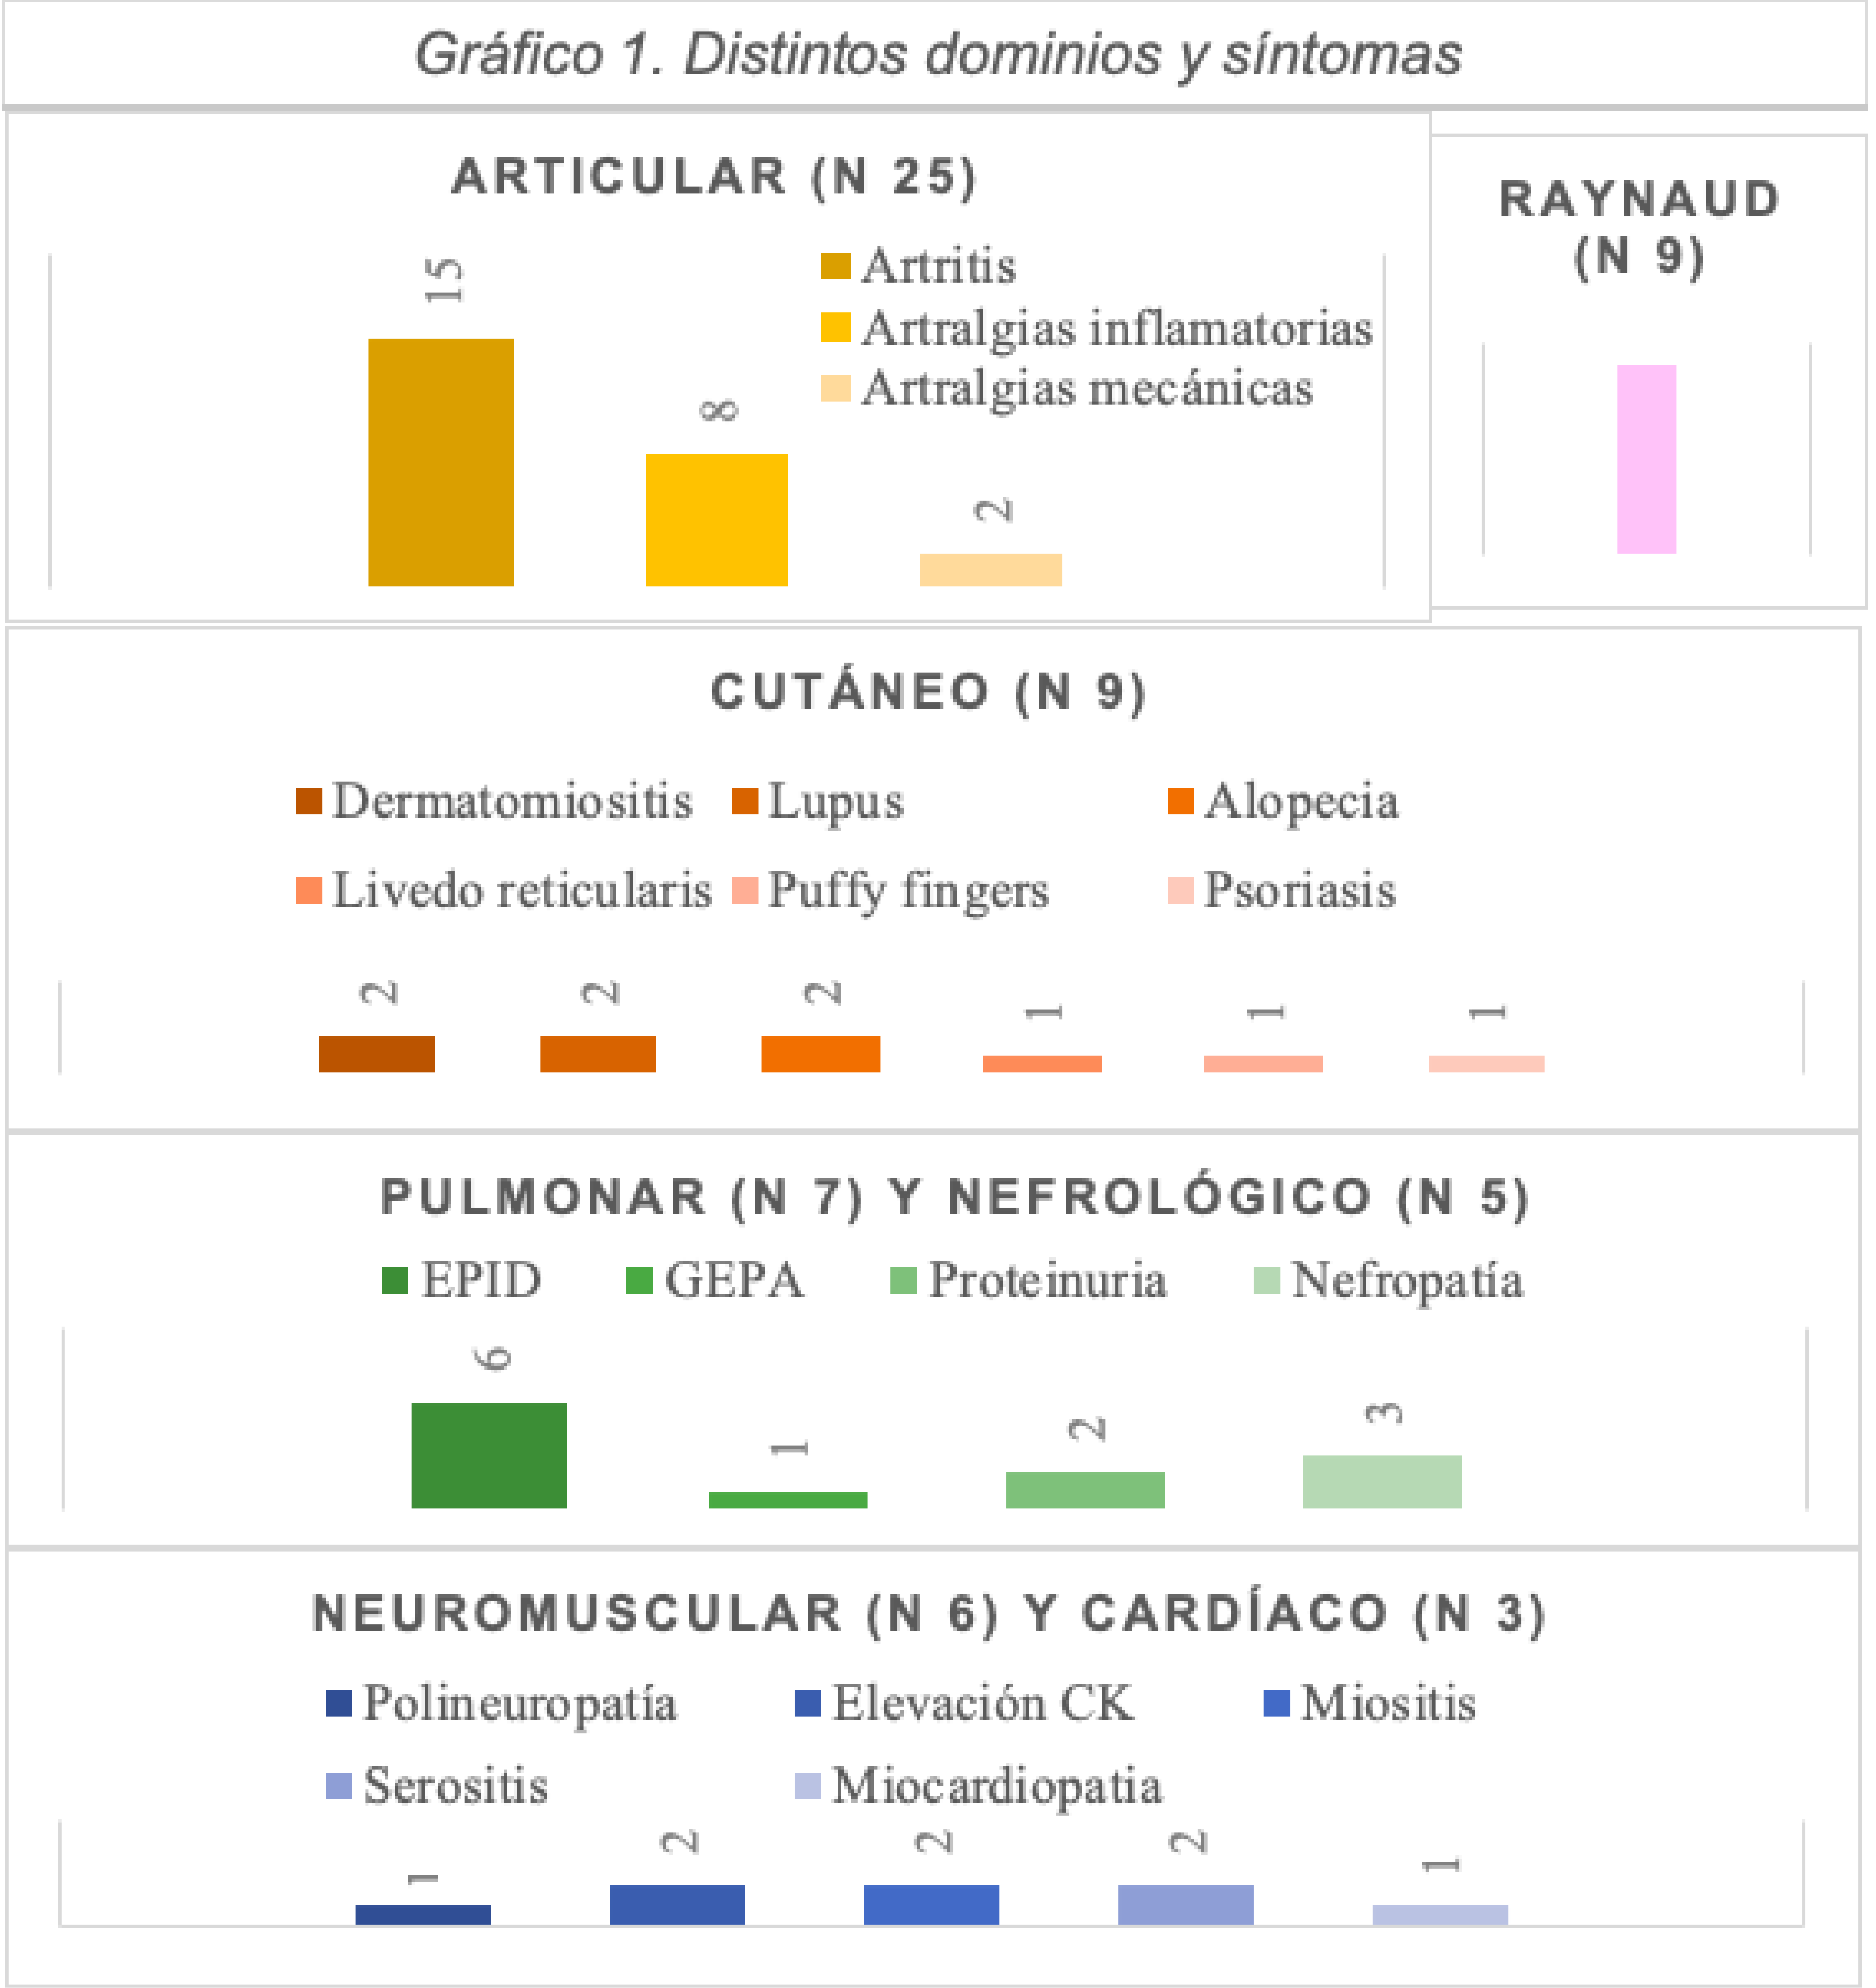 Gráfico 1. Distintos dominios y síntomas
ARTICULAR (N 25)
15
8
2
Artritis
Artralgias inflamatorias
Artralgias mecánicas
RAYNAUD
(N 9)
CUTÁNEO (N 9)
Dermatomiositis Lupus Alopecia
Livedo reticularis Puffy fingers Psoriasis
2 2 2 1 1 1
PULMONAR (N 7) Y NEFROLÓGICO (N 5)
EPID GEPA Proteinuria Nefropatía
6 1 2 3
NEUROMUSCULAR (N 6) Y CARDÍACO (N 3)
Polineuropatía Elevación CK Miositis
Serositis Miocardiopatia
1 2 2 2 1